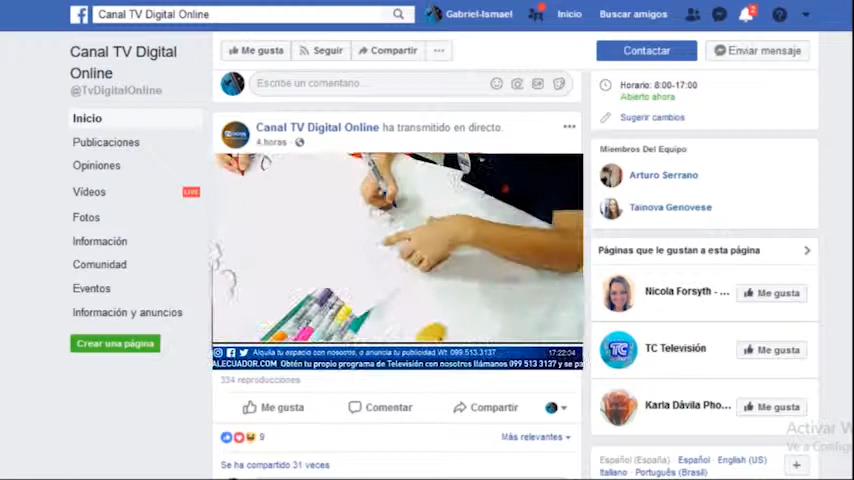 Canal TV Digital Online
Gabriel-Ismael
Inicio
Buscar amigos
2
Canal TV Digital
Online
@TvDigitalOnline
Inicio
Publicaciones
Opiniones
Vídeos
LIVE
Fotos
Información
Comunidad
Eventos
Información y anuncios
Crear una página
Me gusta
Seguir
Compartir
Contactar
Enviar mensaje
Escribe un comentario...
Canal TV Digital Online ha transmitido en directo.
4 horas
Alquila tu espacio con nosotros, o anuncia tu publicidad Wt: 099.513.3137
17:22:04
ALECUADOR.COM Obtén tu propio programa de Televisión con nosotros llámanos 099 513 3137 y se pa
334 reproducciones
Me gusta
Comentar
Compartir
9
Más relevantes
Se ha compartido 31 veces
Horario: 8:00-17:00
Abierto ahora
Sugerir cambios
Miembros Del Equipo
Arturo Serrano
Tainova Genovese
Páginas que le gustan a esta página
Nicola Forsyth - ...
Me gusta
TC Televisión
Me gusta
Karla Dávila Pho...
Me gusta
Activar W
Ve a Config
Español (España) Español English (US)
Italiano Português (Brasil)